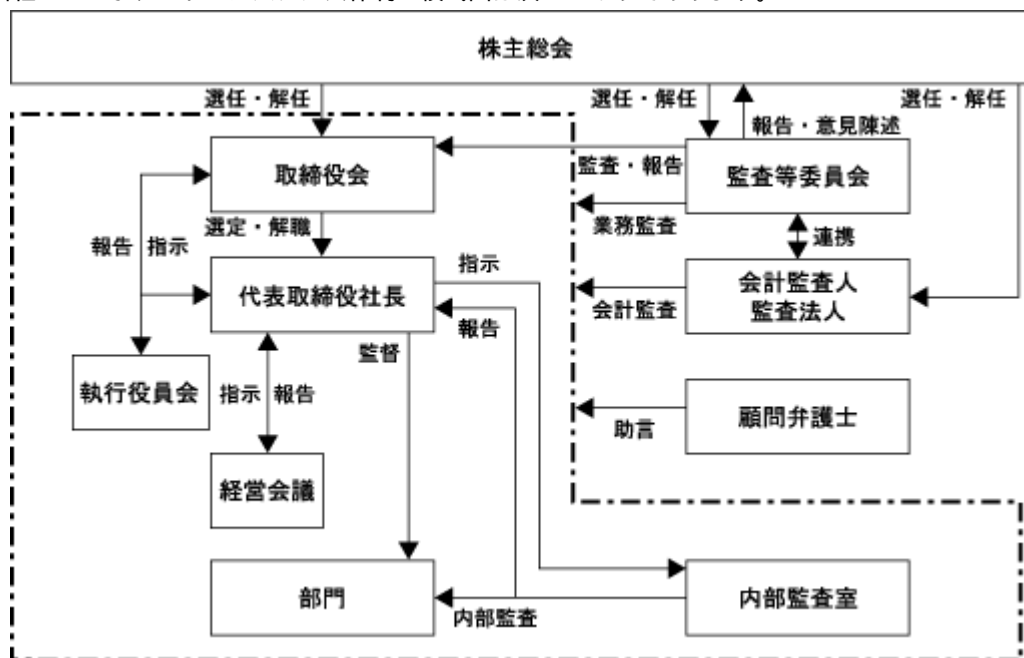 株主総会
選任・解任
選任・解任
選任・解任
報告・意見陳述
取締役会
監査・報告
監査等委員会
選定・解職
業務監査
報告
指示
連携
指示
代表取締役社長
会計監査
会計監査人
監査法人
報告
監督
執行役員会
指示
報告
助言
顧問弁護士
経営会議
部門
内部監査
内部監査室